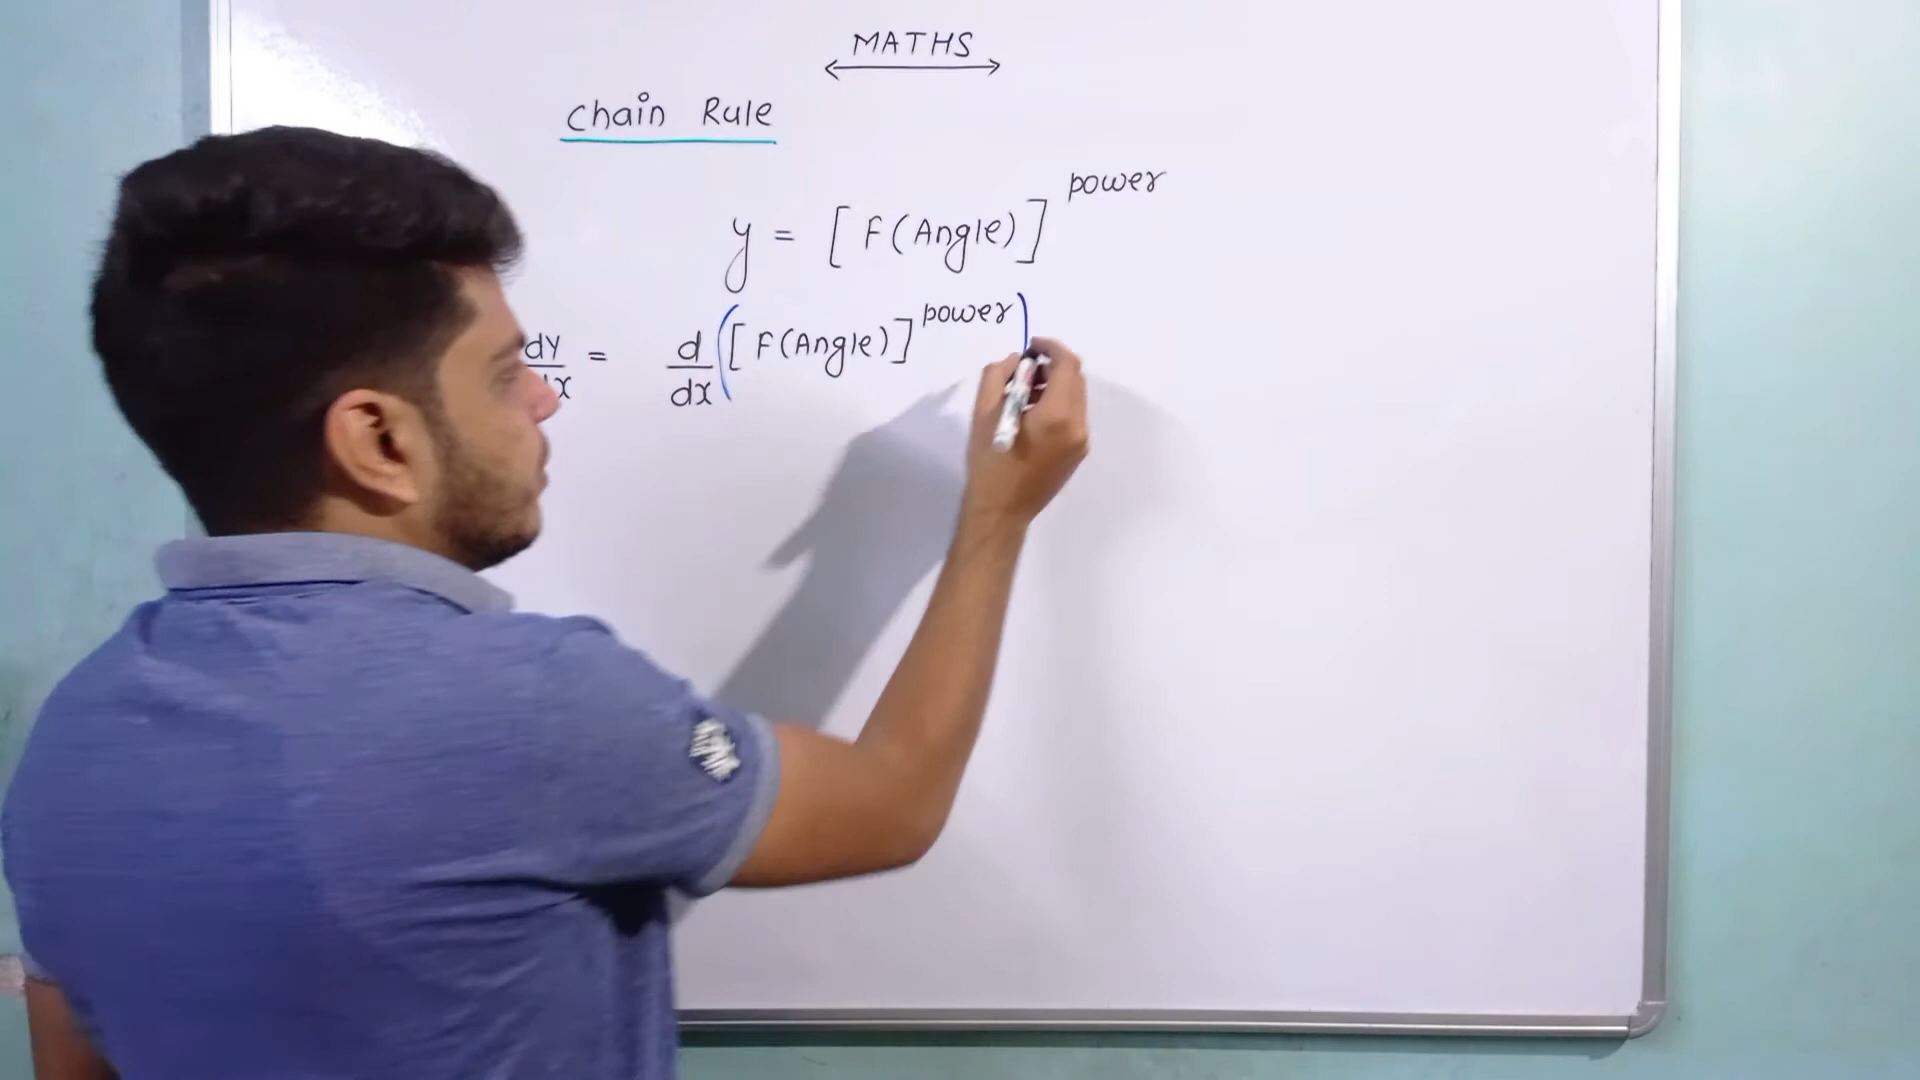 MATHS
Chain Rule
y = [F(Angle)]^power
dy/dx = d/dx([F(Angle)]^power)